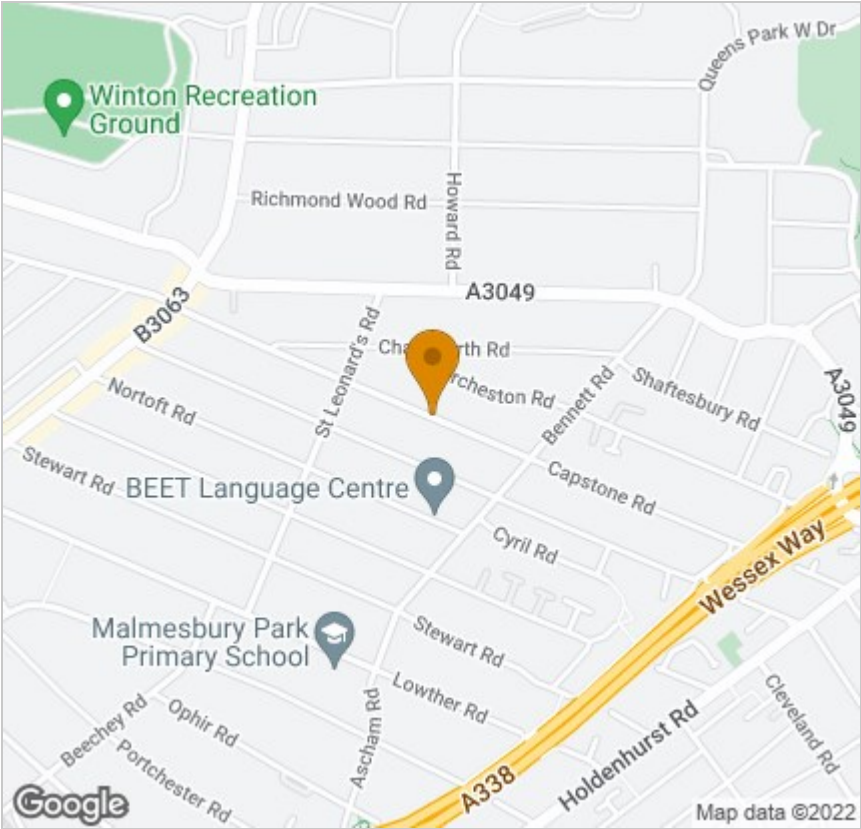 Queens Park W Dr
Winton Recreation
Ground
Richmond Wood Rd
Howard Rd
A3049
B3063
St Leonard's Rd
Rd
Rd
Bennett Rd
Shaftesbury Rd
A3049
Nortoft Rd
Stewart Rd
BEET Language Centre
Capstone Rd
Cyril Rd
Wessex Way
Malmesbury Park
Primary School
Stewart Rd
Lowther Rd
Ascham Rd
Beechey Rd
Ophir Rd
Portchester Rd
A338
Holdenhurst Rd
Cleveland Rd
Google
Map data ©2022